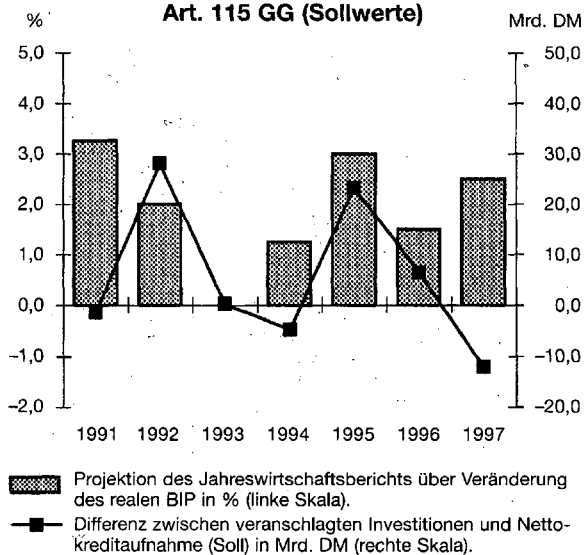 Art. 115 GG (Sollwerte)
% Mrd. DM
5,0 50,0
4,0 40,0
3,0 30,0
2,0 20,0
1,0 10,0
0,0 0,0
–1,0 –10,0
–2,0 –20,0
1991 1992 1993 1994 1995 1996 1997
Projektion des Jahreswirtschaftsberichts über Veränderung
des realen BIP in % (linke Skala).
Differenz zwischen veranschlagten Investitionen und Netto-
kreditaufnahme (Soll) in Mrd. DM (rechte Skala).